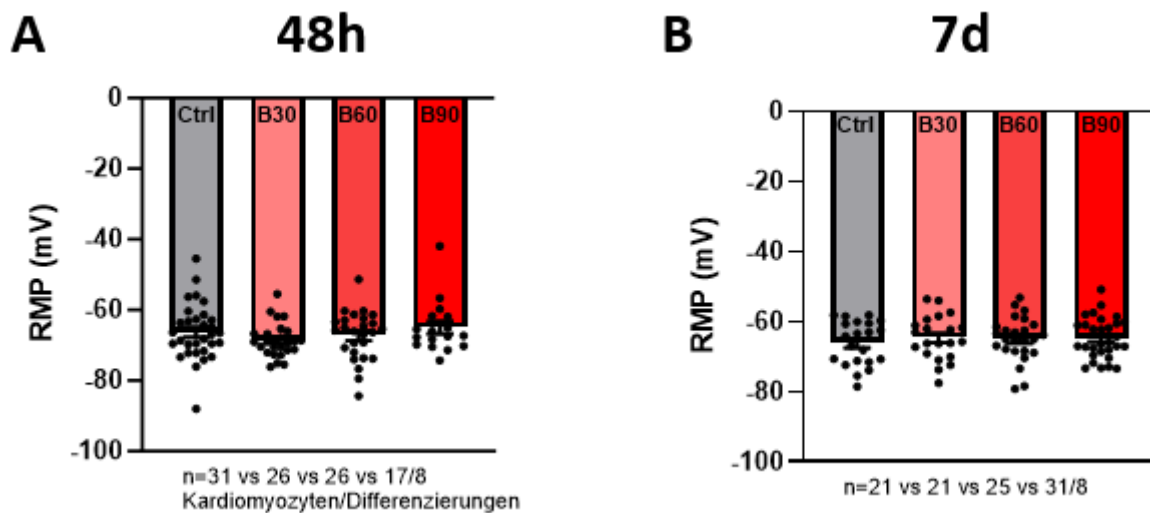 A 48h
0
-20
-40
-60
-80
-100
RMP (mV)
Ctrl B30 B60 B90
n=31 vs 26 vs 26 vs 17/8
Kardiomyozyten/Differenzierungen
B 7d
0
-20
-40
-60
-80
-100
RMP (mV)
Ctrl B30 B60 B90
n=21 vs 21 vs 25 vs 31/8